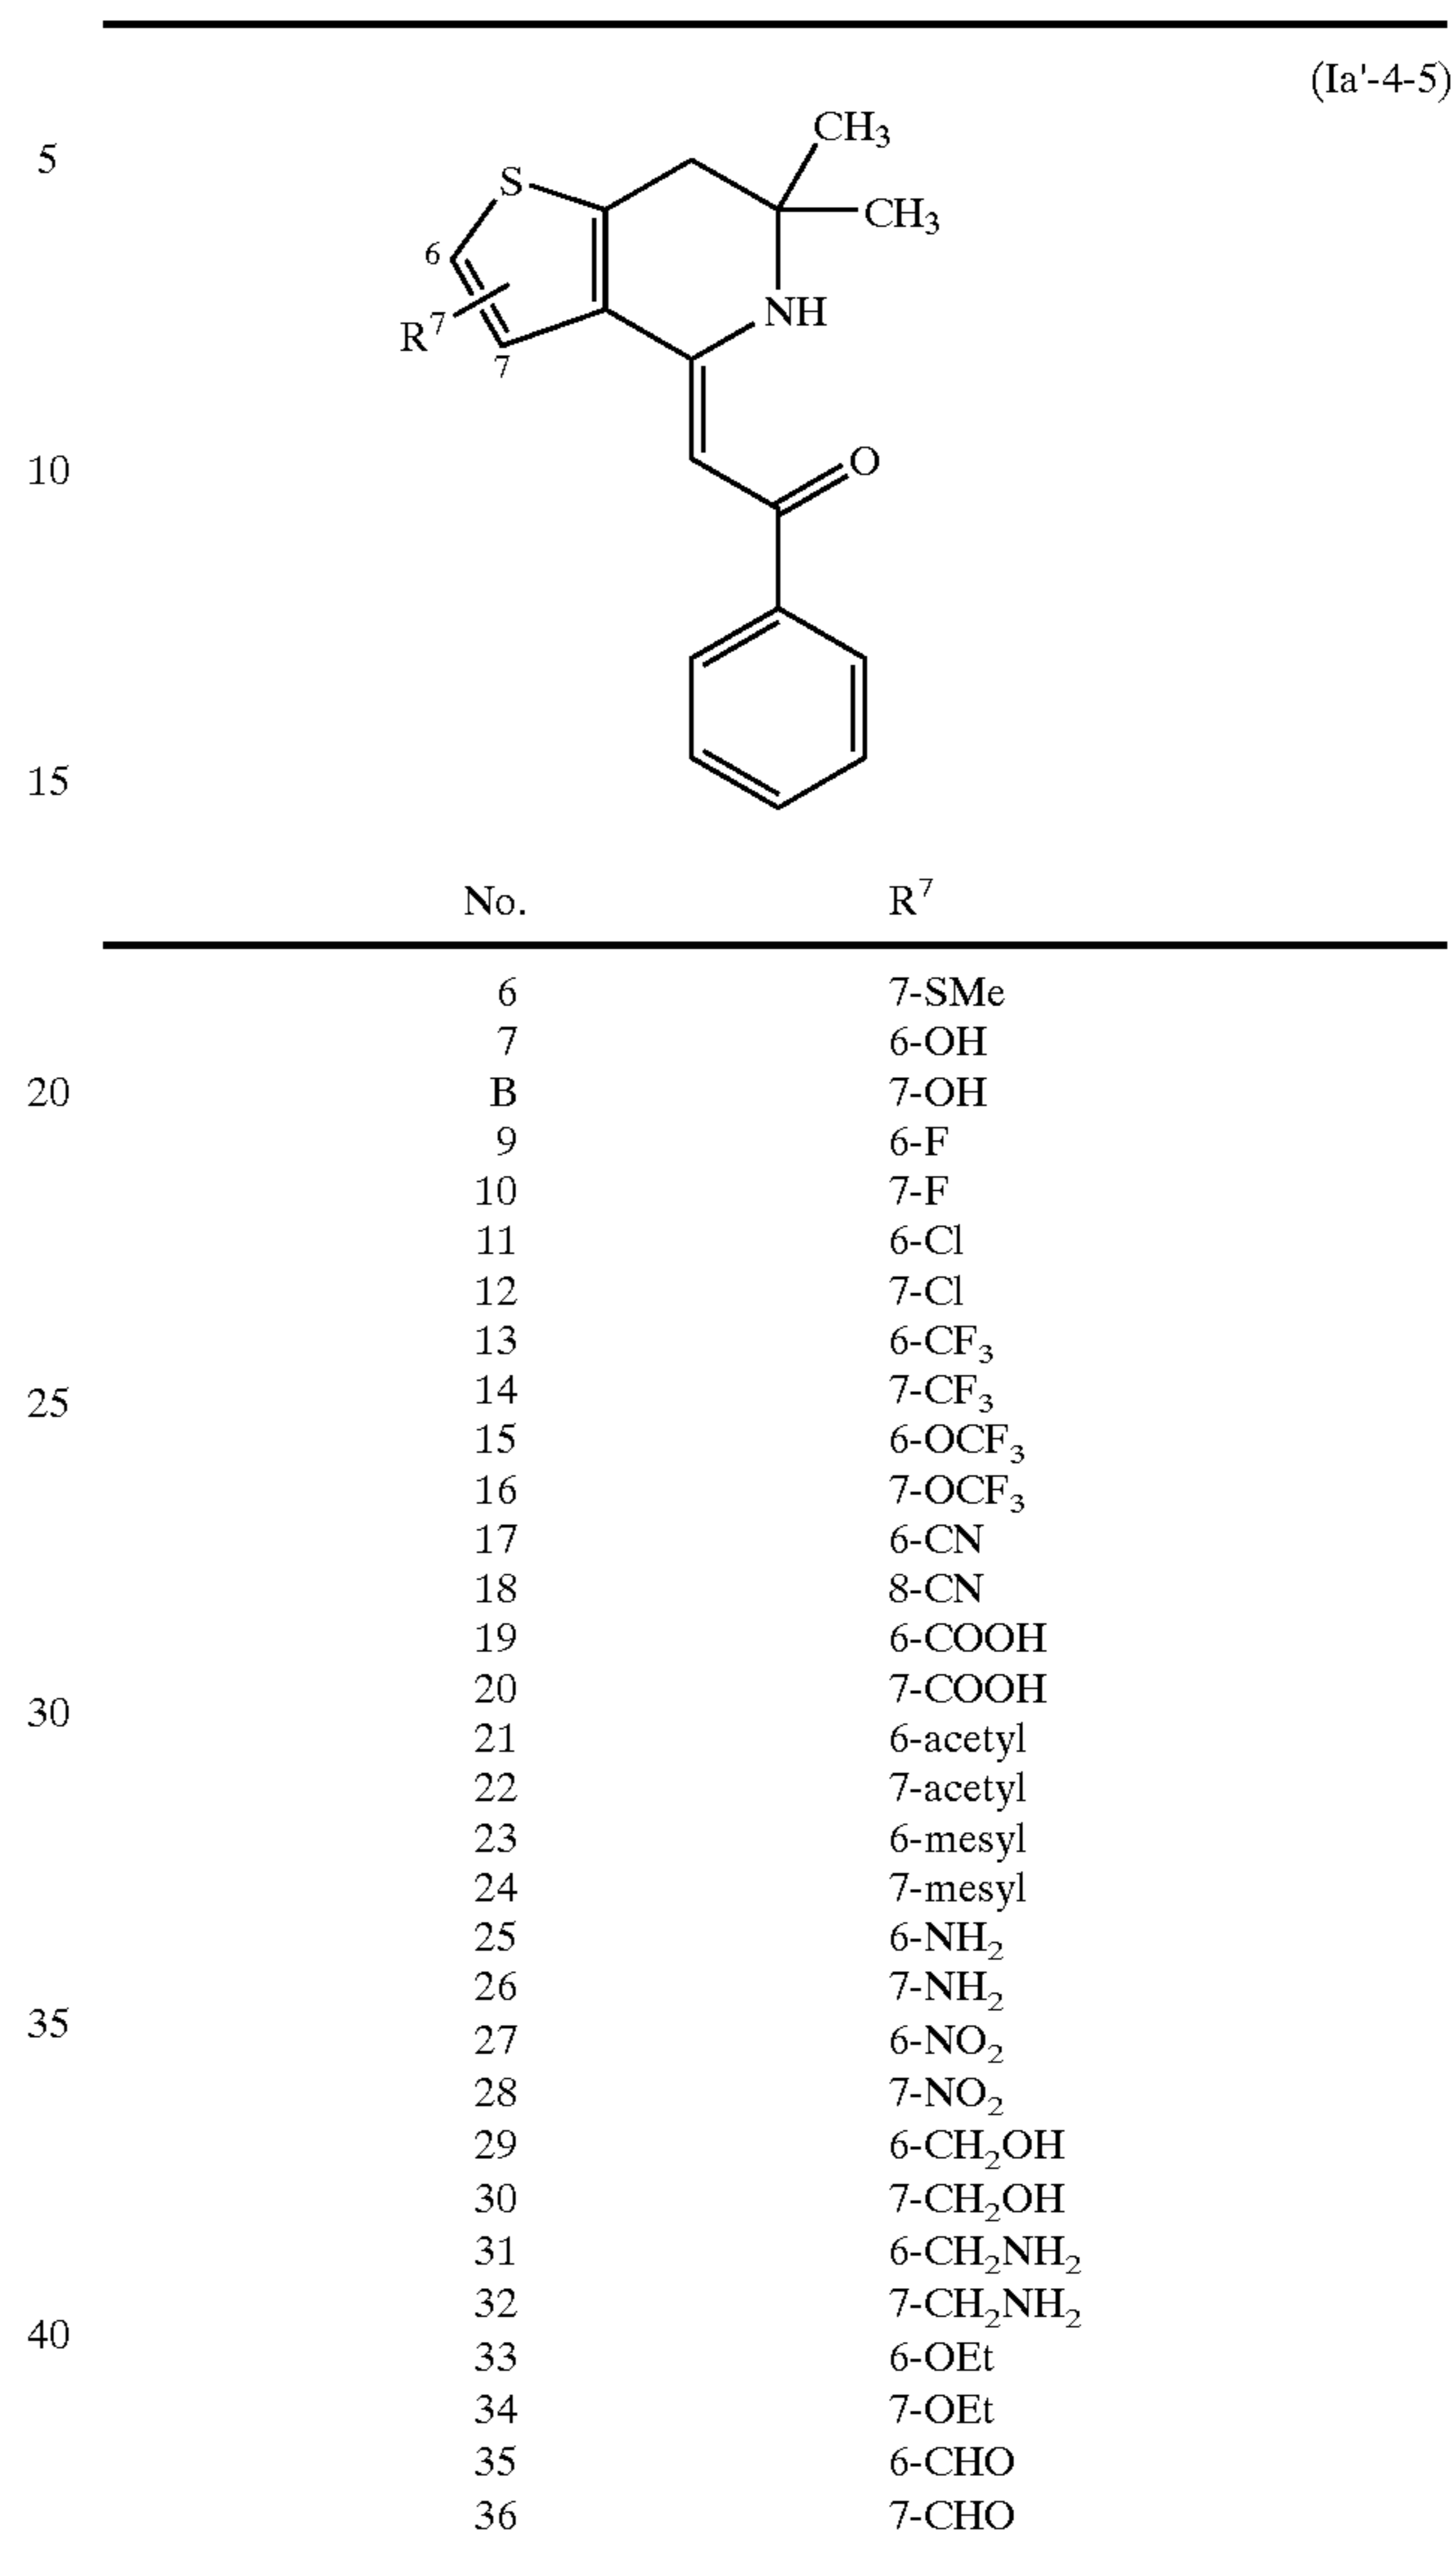 (Ia'-4-5)
CH3
5
S
CH3
6
NH
R7
7
10
O
15
No. R7
6 7-SMe
7 6-OH
20 B 7-OH
9 6-F
10 7-F
11 6-Cl
12 7-Cl
13 6-CF3
25 14 7-CF3
15 6-OCF3
16 7-OCF3
17 6-CN
18 8-CN
19 6-COOH
30 20 7-COOH
21 6-acetyl
22 7-acetyl
23 6-mesyl
24 7-mesyl
25 6-NH2
26 7-NH2
35 27 6-NO2
28 7-NO2
29 6-CH2OH
30 7-CH2OH
31 6-CH2NH2
32 7-CH2NH2
40 33 6-OEt
34 7-OEt
35 6-CHO
36 7-CHO